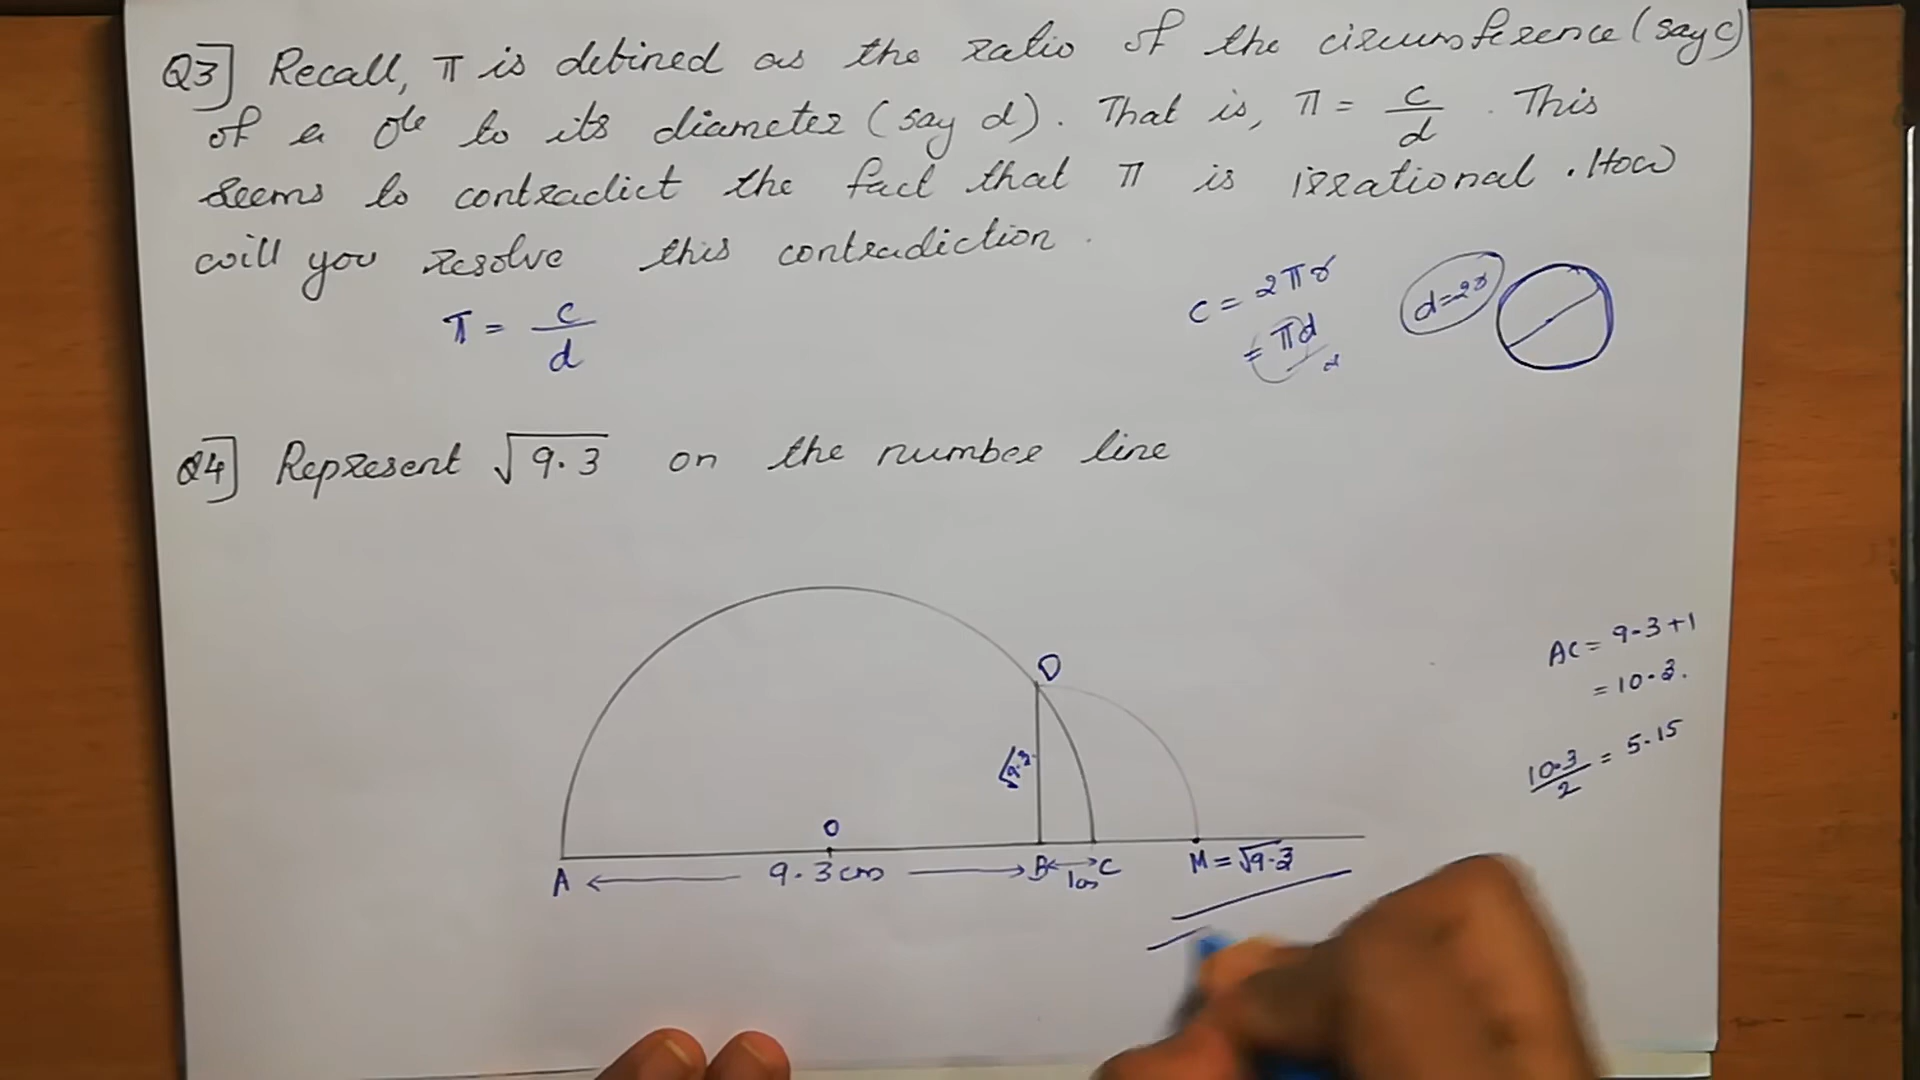 Q3] Recall, π is defined as the ratio of the circumference (say c)
of a ole to its diameter (say d). That is, π = c/d. This
seems to contradict the fact that π is irrational. How
will you resolve this contradiction.
π = c/d
c = 2πr
= πd
d=2r
Q4] Represent √9.3 on the number line
AC = 9.3+1
= 10.3.
10.3/2 = 5.15
D
√9.3
O
A
9.3cm
B
C
M = √9.3